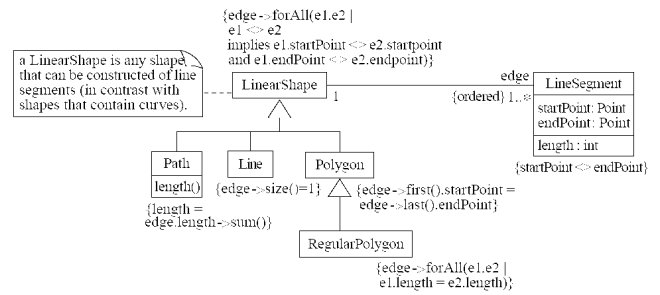 {edge->forAll(e1.e2 |
e1 <> e2
implies e1.startPoint <> e2.startpoint
and e1.endPoint <> e2.endpoint)}
a LinearShape is any shape
that can be constructed of line
segments (in contrast with
shapes that contain curves).
LinearShape
1
edge
{ordered} 1..*
LineSegment
startPoint: Point
endPoint: Point
length : int
{startPoint <> endPoint}
Path
length()
{length =
edge.length->sum()}
Line
{edge->size()=1}
Polygon
{edge->first().startPoint =
edge->last().endPoint}
RegularPolygon
{edge->forAll(e1.e2 |
e1.length = e2.length)}